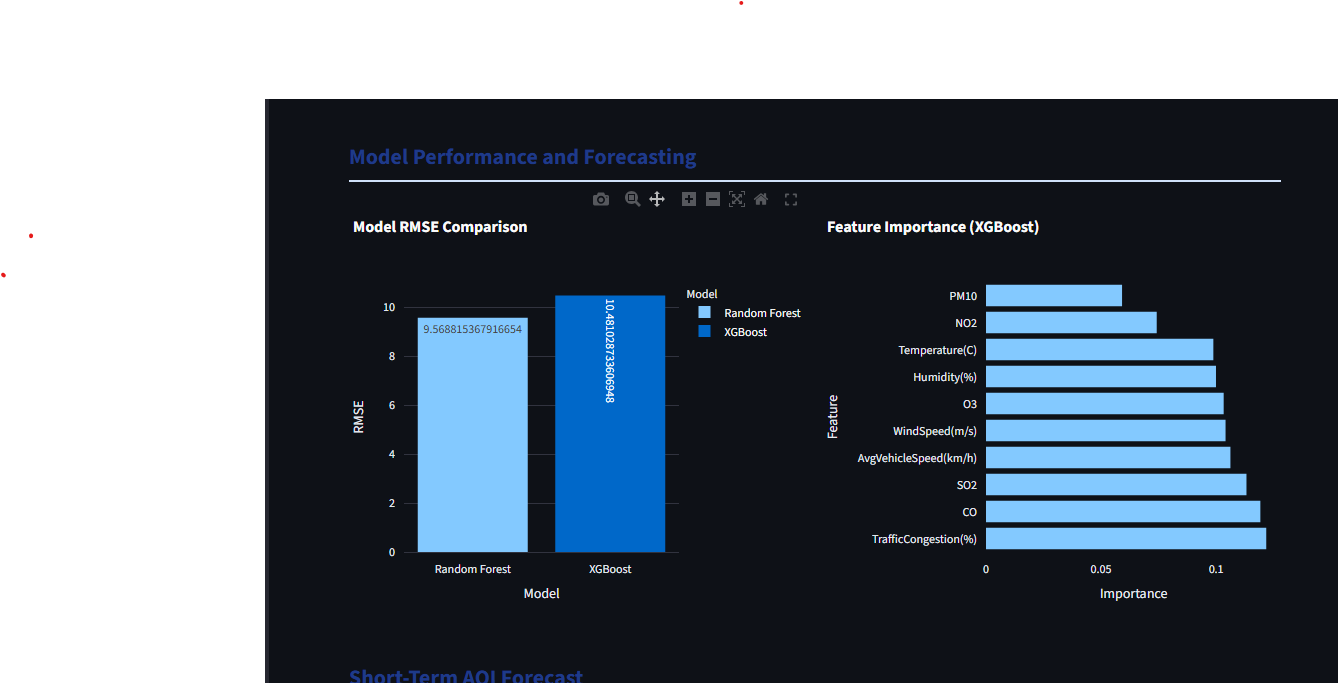 Model Performance and Forecasting
Model RMSE Comparison
10
8
6
4
2
0
RMSE
9.568815367916654
10.481028733606948
Random Forest
XGBoost
Model
Model
Random Forest
XGBoost
Feature Importance (XGBoost)
Feature
PM10
NO2
Temperature(C)
Humidity(%)
O3
WindSpeed(m/s)
AvgVehicleSpeed(km/h)
SO2
CO
TrafficCongestion(%)
0
0.05
0.1
Importance
Short-Term AQI Forecast